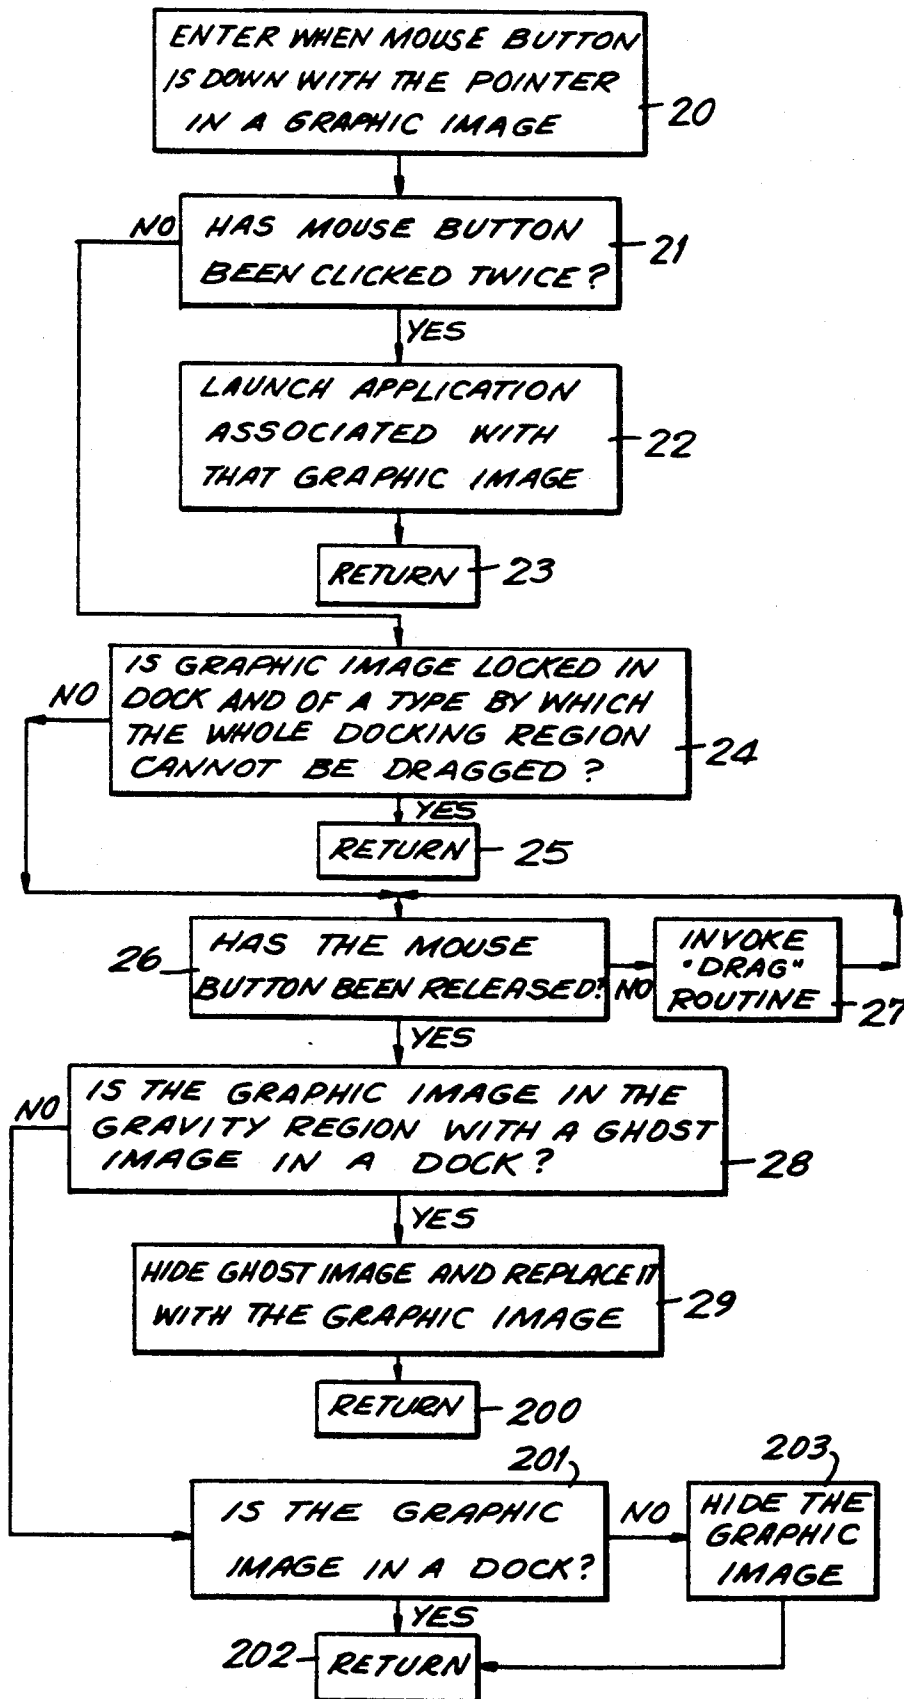 ENTER WHEN MOUSE BUTTON
IS DOWN WITH THE POINTER
IN A GRAPHIC IMAGE
20
NO
HAS MOUSE BUTTON
BEEN CLICKED TWICE?
21
YES
LAUNCH APPLICATION
ASSOCIATED WITH
THAT GRAPHIC IMAGE
22
RETURN
23
IS GRAPHIC IMAGE LOCKED IN
DOCK AND OF A TYPE BY WHICH
THE WHOLE DOCKING REGION
CANNOT BE DRAGGED?
24
NO
YES
RETURN
25
26
HAS THE MOUSE
BUTTON BEEN RELEASED?
NO
INVOKE
"DRAG"
ROUTINE
27
YES
IS THE GRAPHIC IMAGE IN THE
GRAVITY REGION WITH A GHOST
IMAGE IN A DOCK?
28
NO
YES
HIDE GHOST IMAGE AND REPLACE IT
WITH THE GRAPHIC IMAGE
29
RETURN
200
201
IS THE GRAPHIC
IMAGE IN A DOCK?
NO
203
HIDE THE
GRAPHIC
IMAGE
YES
202
RETURN